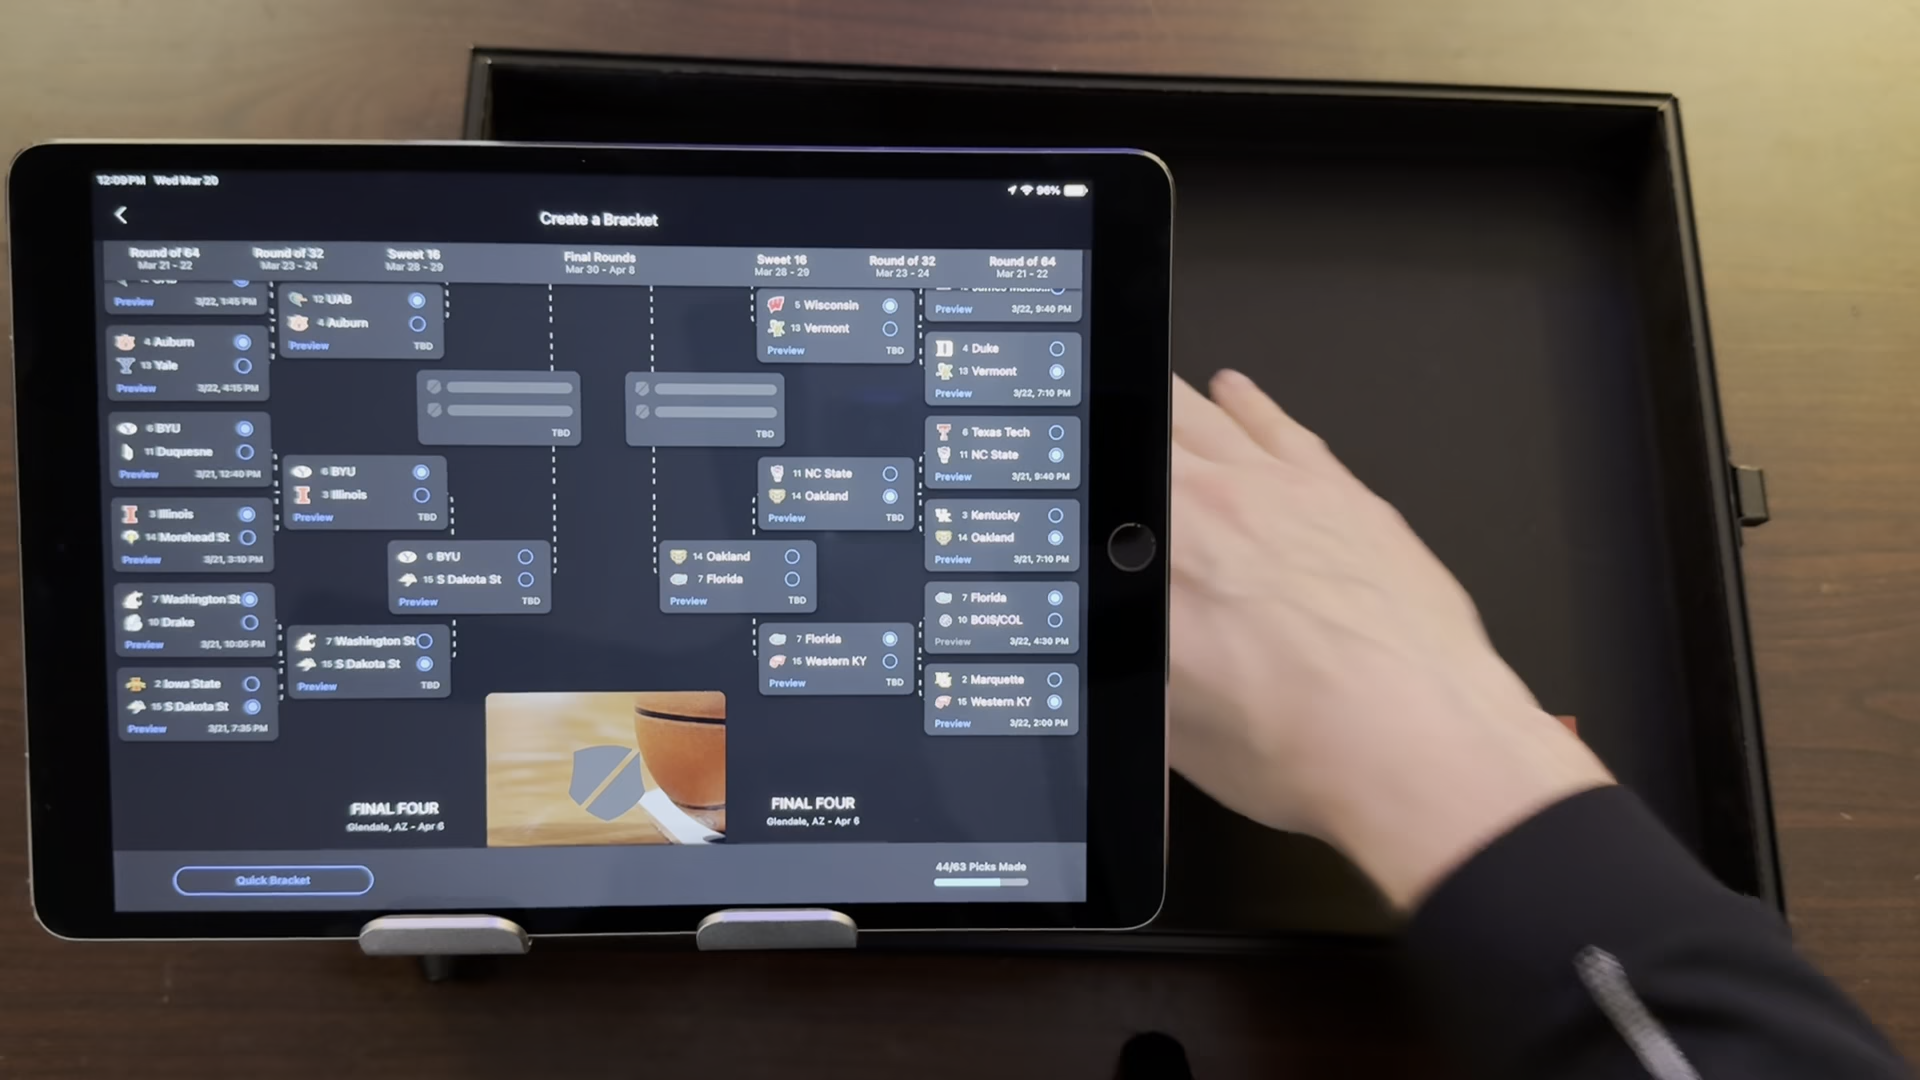 12:09 PM Wed Mar 20
96%
Create a Bracket
Round of 64
Mar 21 - 22
Round of 32
Mar 23 - 24
Sweet 16
Mar 28 - 29
Final Rounds
Mar 30 - Apr 8
Sweet 16
Mar 28 - 29
Round of 32
Mar 23 - 24
Round of 64
Mar 21 - 22
Preview 3/22, 1:45 PM
4 Auburn
13 Yale
Preview 3/22, 4:15 PM
6 BYU
11 Duquesne
Preview 3/21, 12:40 PM
3 Illinois
14 Morehead St
Preview 3/21, 3:10 PM
7 Washington St
10 Drake
Preview 3/21, 10:05 PM
2 Iowa State
15 S Dakota St
Preview 3/21, 7:35 PM
12 UAB
4 Auburn
Preview TBD
6 BYU
3 Illinois
Preview TBD
7 Washington St
15 S Dakota St
Preview TBD
TBD
6 BYU
15 S Dakota St
Preview TBD
TBD
14 Oakland
7 Florida
Preview TBD
5 Wisconsin
13 Vermont
Preview TBD
11 NC State
14 Oakland
Preview TBD
7 Florida
15 Western KY
Preview TBD
Preview 3/22, 9:40 PM
4 Duke
13 Vermont
Preview 3/22, 7:10 PM
6 Texas Tech
11 NC State
Preview 3/21, 9:40 PM
3 Kentucky
14 Oakland
Preview 3/21, 7:10 PM
7 Florida
10 BOIS/COL
Preview 3/22, 4:30 PM
2 Marquette
15 Western KY
Preview 3/22, 2:00 PM
FINAL FOUR
Glendale, AZ - Apr 6
FINAL FOUR
Glendale, AZ - Apr 6
Quick Bracket
44/63 Picks Made